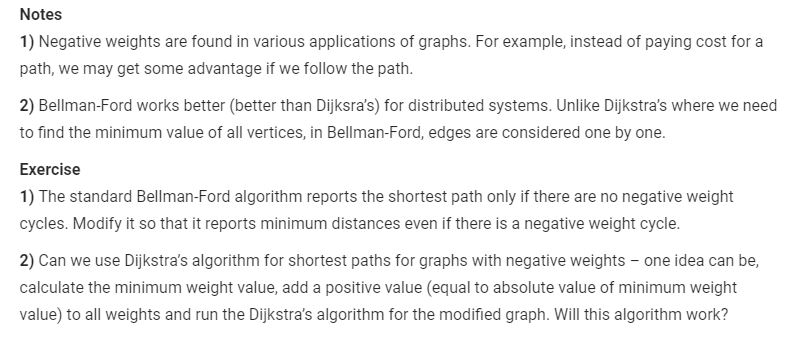 Notes
1) Negative weights are found in various applications of graphs. For example, instead of paying cost for a
path, we may get some advantage if we follow the path.
2) Bellman-Ford works better (better than Dijksra’s) for distributed systems. Unlike Dijkstra’s where we need
to find the minimum value of all vertices, in Bellman-Ford, edges are considered one by one.
Exercise
1) The standard Bellman-Ford algorithm reports the shortest path only if there are no negative weight
cycles. Modify it so that it reports minimum distances even if there is a negative weight cycle.
2) Can we use Dijkstra’s algorithm for shortest paths for graphs with negative weights – one idea can be,
calculate the minimum weight value, add a positive value (equal to absolute value of minimum weight
value) to all weights and run the Dijkstra’s algorithm for the modified graph. Will this algorithm work?